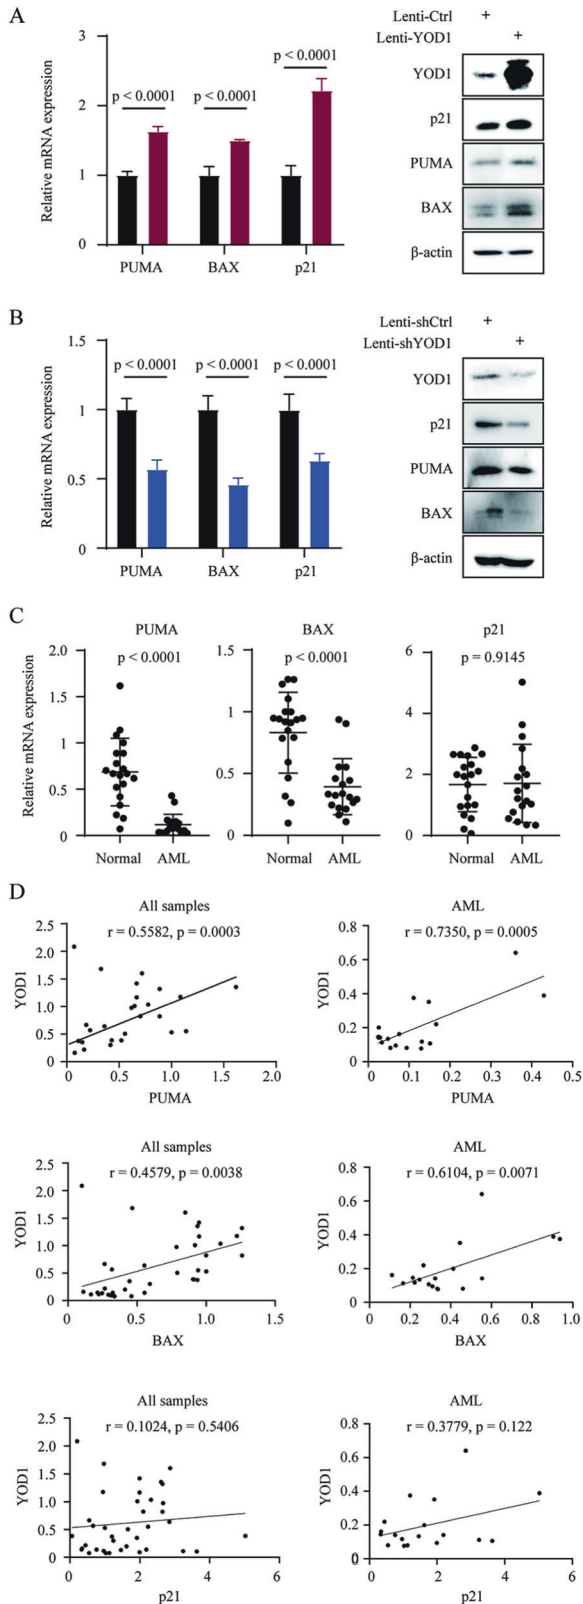 A
Relative mRNA expression
3
2
1
0
p < 0.0001
p < 0.0001
p < 0.0001
PUMA
BAX
p21
Lenti-Ctrl +
Lenti-YOD1 +
YOD1
p21
PUMA
BAX
β-actin
B
Relative mRNA expression
1.5
1
0.5
0
p < 0.0001
p < 0.0001
p < 0.0001
PUMA
BAX
p21
Lenti-shCtrl +
Lenti-shYOD1 +
YOD1
p21
PUMA
BAX
β-actin
C
Relative mRNA expression
PUMA
p < 0.0001
2.0
1.5
1
0.5
0
Normal AML
BAX
p < 0.0001
1.5
1
0.5
0
Normal AML
p21
p = 0.9145
6
4
2
0
Normal AML
D
All samples
r = 0.5582, p = 0.0003
YOD1
2.5
2.0
1.5
1.0
0.5
0
0 0.5 1.0 1.5 2.0
PUMA
AML
r = 0.7350, p = 0.0005
YOD1
0.8
0.6
0.4
0.2
0
0 0.1 0.2 0.3 0.4 0.5
PUMA
All samples
r = 0.4579, p = 0.0038
YOD1
2.5
2.0
1.5
1.0
0.5
0
0 0.5 1.0 1.5
BAX
AML
r = 0.6104, p = 0.0071
YOD1
0.8
0.6
0.4
0.2
0
0 0.2 0.4 0.6 0.8 1.0
BAX
All samples
r = 0.1024, p = 0.5406
YOD1
2.5
2.0
1.5
1.0
0.5
0
0 2 4 6
p21
AML
r = 0.3779, p = 0.122
YOD1
0.8
0.6
0.4
0.2
0
0 2 4 6
p21